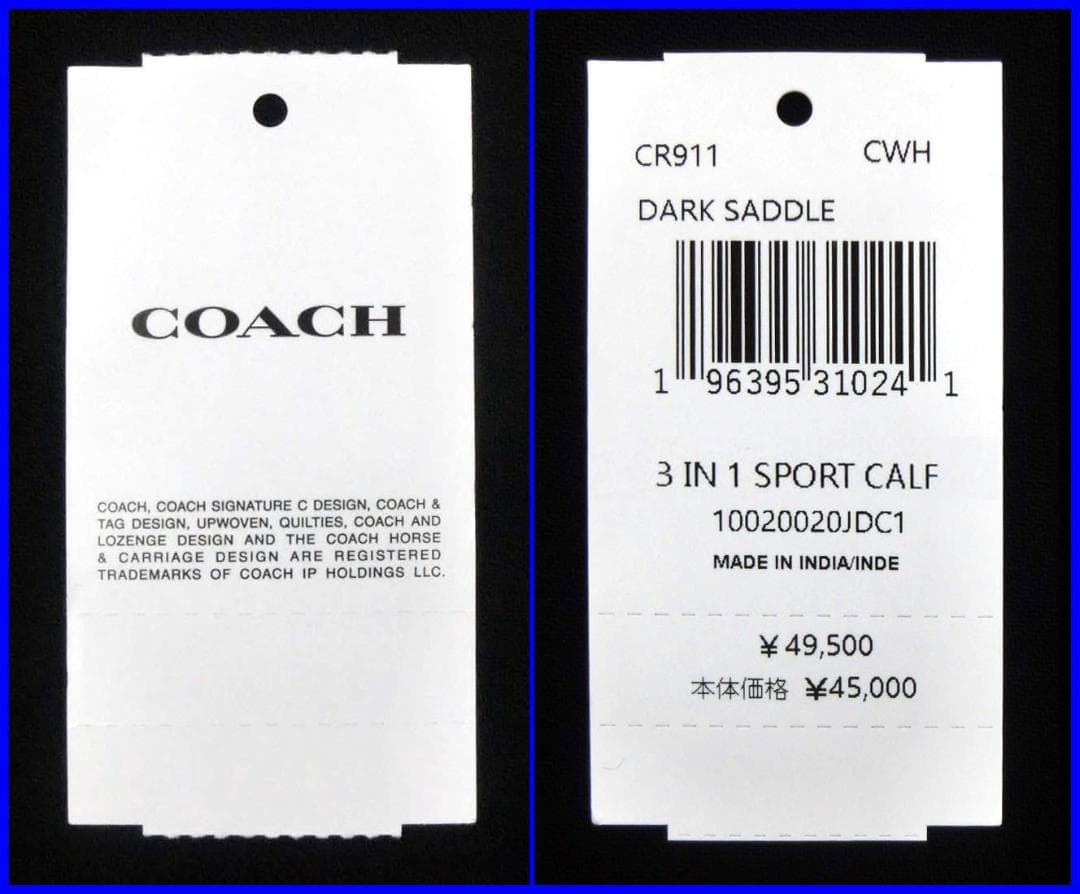 COACH
COACH, COACH SIGNATURE C DESIGN, COACH &
TAG DESIGN, UPWOVEN, QUILTIES, COACH AND
LOZENGE DESIGN AND THE COACH HORSE
& CARRIAGE DESIGN ARE REGISTERED
TRADEMARKS OF COACH IP HOLDINGS LLC.
CR911 CWH
DARK SADDLE
1 96395 31024 1
3 IN 1 SPORT CALF
10020020JDC1
MADE IN INDIA/INDE
¥49,500
本体価格 ¥45,000